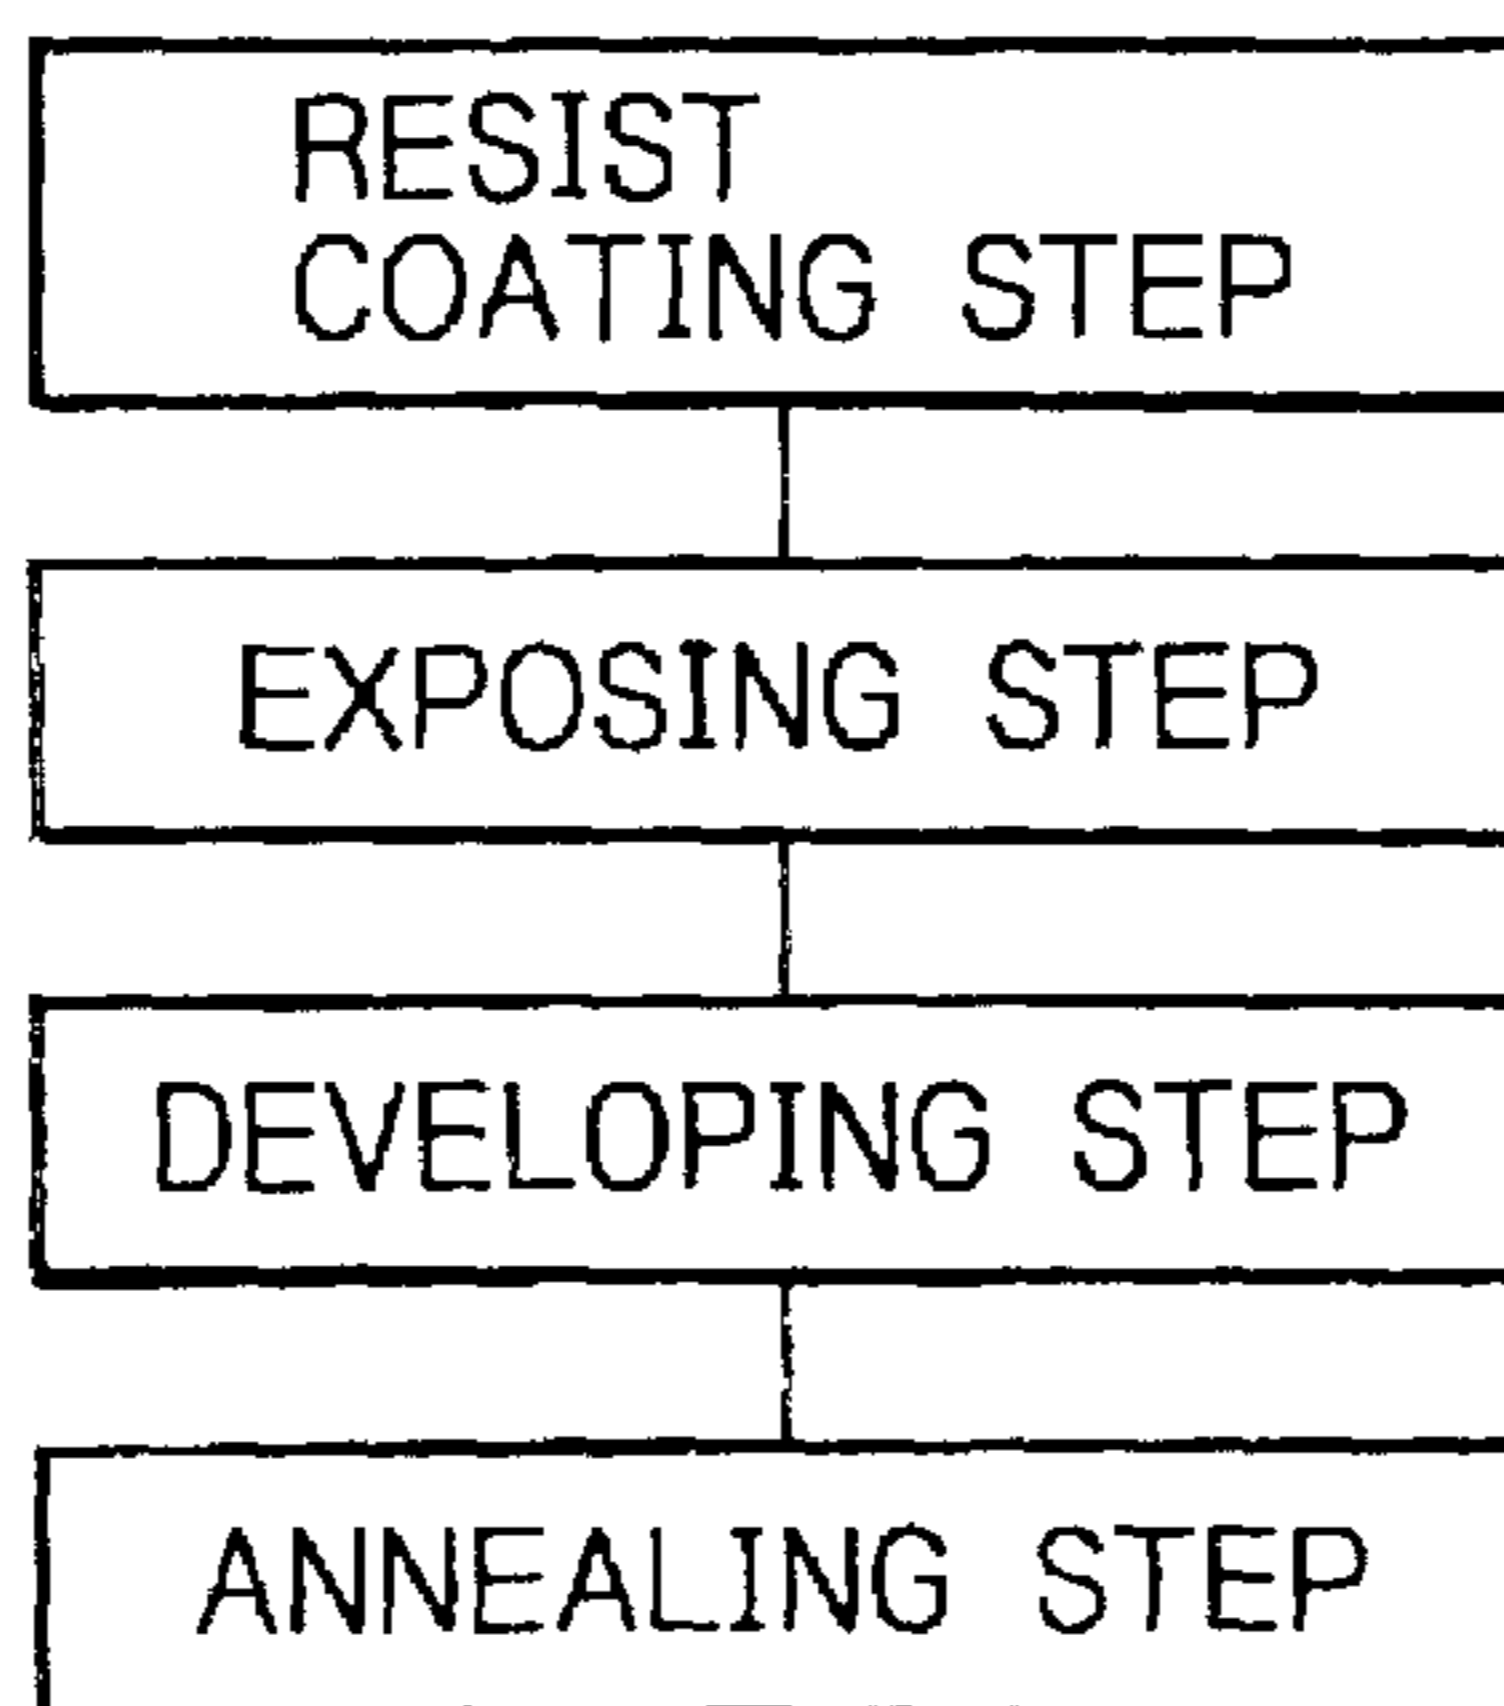 RESIST
COATING STEP
EXPOSING STEP
DEVELOPING STEP
ANNEALING STEP